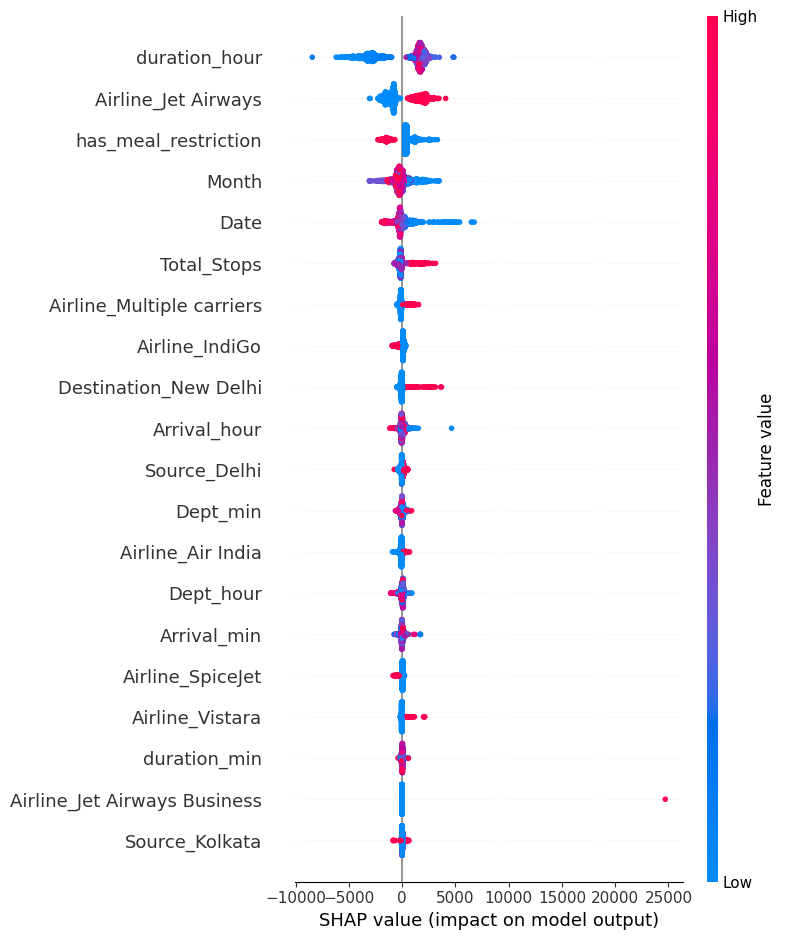 High
duration_hour
Airline_Jet Airways
has_meal_restriction
Month
Date
Total_Stops
Airline_Multiple carriers
Airline_IndiGo
Destination_New Delhi
Arrival_hour
Source_Delhi
Dept_min
Airline_Air India
Dept_hour
Arrival_min
Airline_SpiceJet
Airline_Vistara
duration_min
Airline_Jet Airways Business
Source_Kolkata
Feature value
Low
−10000 −5000 0 5000 10000 15000 20000 25000
SHAP value (impact on model output)